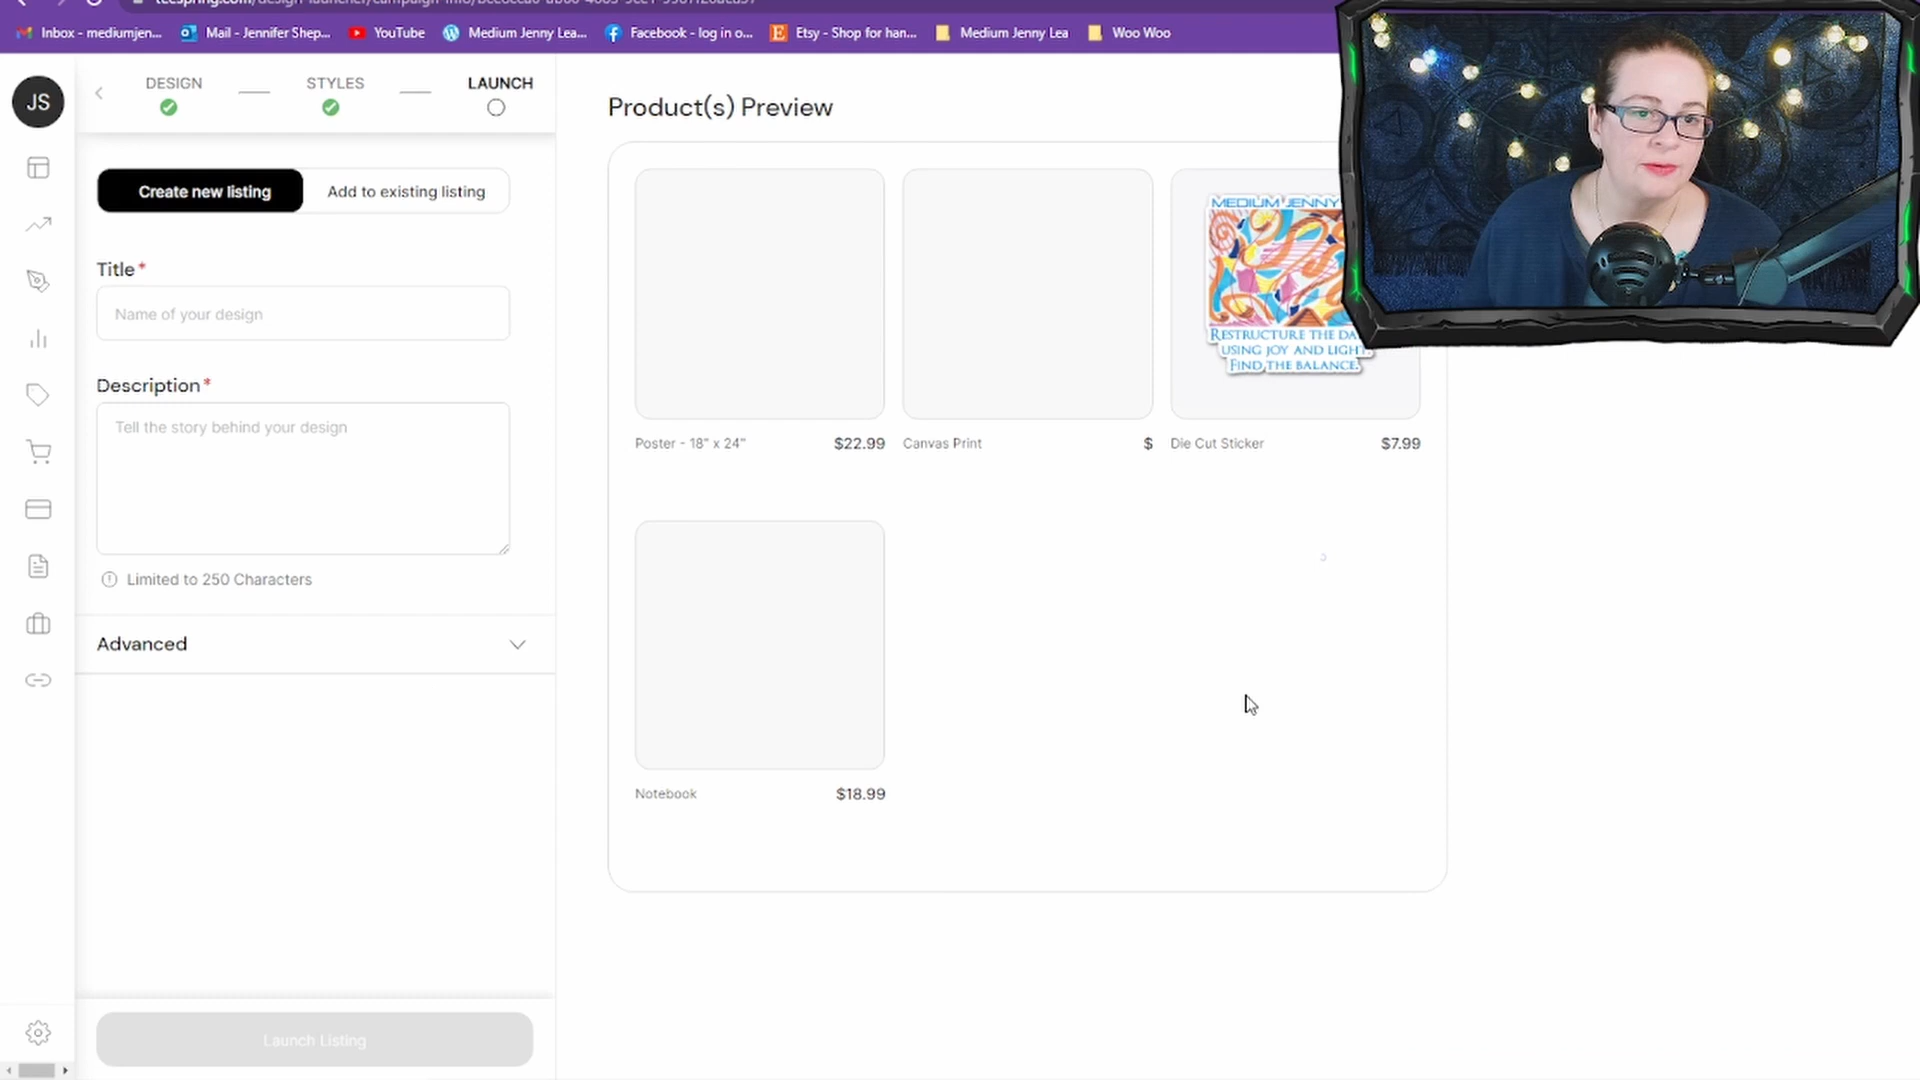 Inbox - mediumjen...
Mail - Jennifer Shep...
YouTube
Medium Jenny Lea...
Facebook - log in o...
Etsy - Shop for han...
Medium Jenny Lea
Woo Woo
JS
DESIGN
STYLES
LAUNCH
Create new listing
Add to existing listing
Title*
Name of your design
Description*
Tell the story behind your design
Limited to 250 Characters
Advanced
Launch Listing
Product(s) Preview
MEDIUM JENNY
RESTRUCTURE THE
USING JOY AND LIGHT.
FIND THE BALANCE.
Poster - 18" x 24"
$22.99
Canvas Print
$
Die Cut Sticker
$7.99
Notebook
$18.99